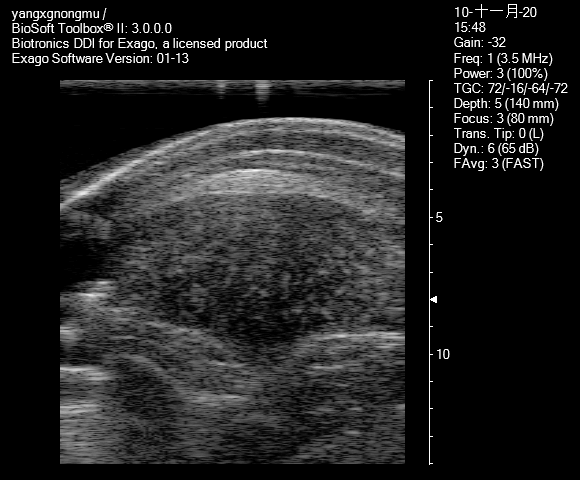 yangxgnongmu /
BioSoft Toolbox® II: 3.0.0.0
Biotronics DDI for Exago, a licensed product
Exago Software Version: 01-13
10-十一月-20
15:48
Gain: -32
Freq: 1 (3.5 MHz)
Power: 3 (100%)
TGC: 72/-16/-64/-72
Depth: 5 (140 mm)
Focus: 3 (80 mm)
Trans. Tip: 0 (L)
Dyn.: 6 (65 dB)
FAvg: 3 (FAST)
5
10